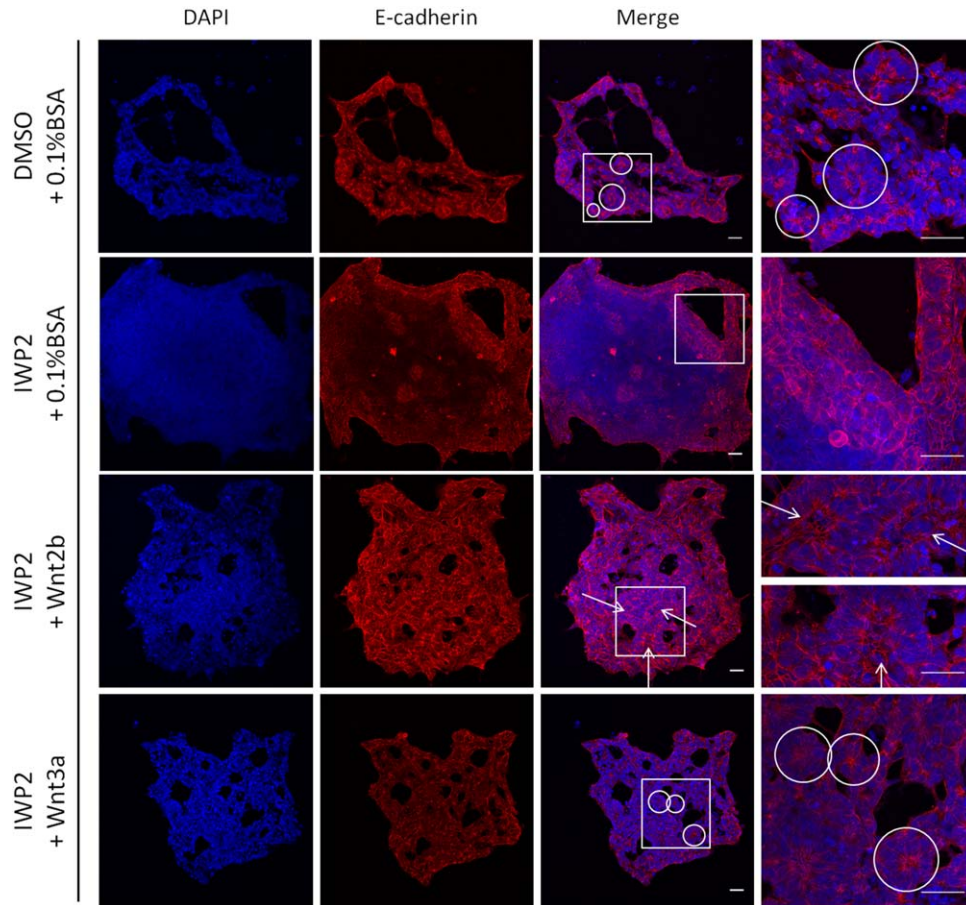 DAPI E-cadherin Merge
DMSO
+ 0.1%BSA
IWP2
+ 0.1%BSA
IWP2
+ Wnt2b
IWP2
+ Wnt3a